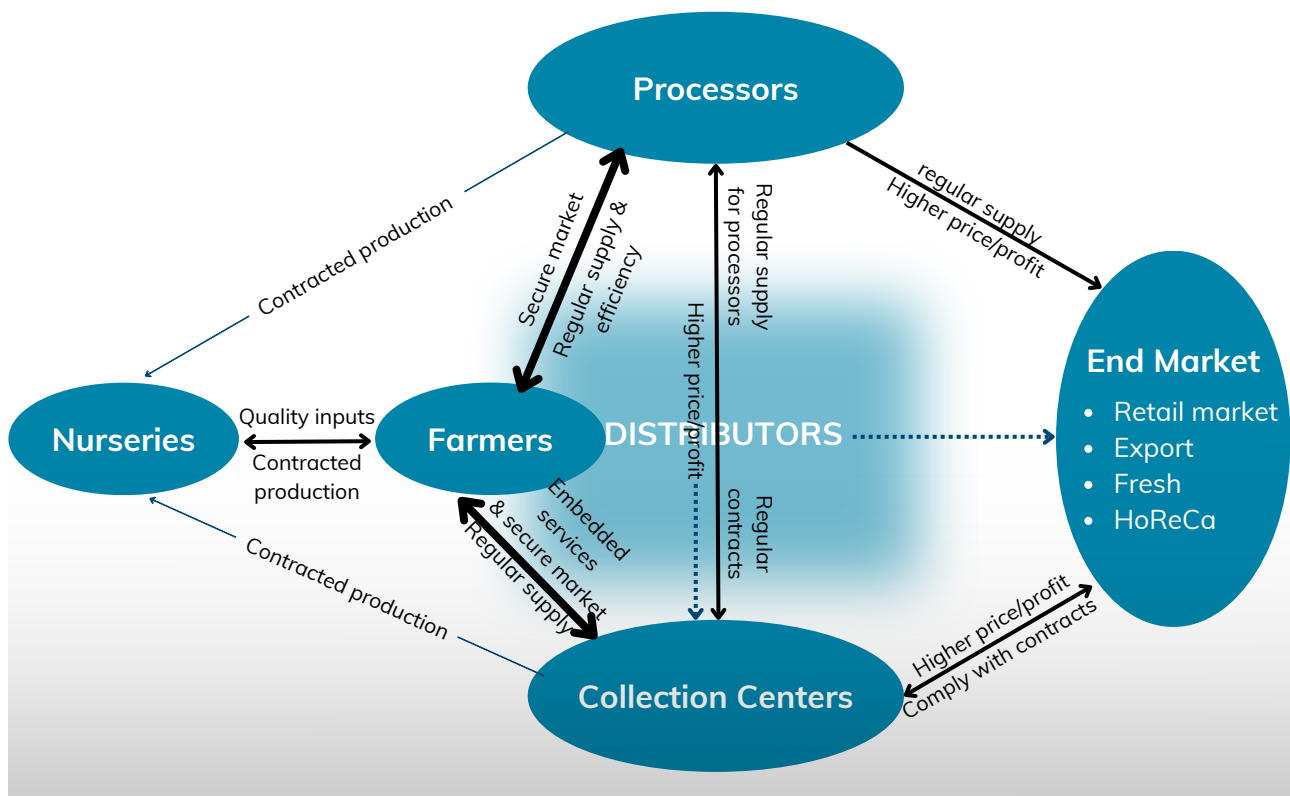 Processors
regular supply
Higher price/profit
Contracted production
Secure market
Regular supply &
efficiency
Regular supply
for processors
Higher price/profit
End Market
• Retail market
• Export
• Fresh
• HoReCa
Nurseries
Quality inputs
Contracted
production
Farmers
DISTRIBUTORS
Embedded
services
& secure market
Regular supply
Regular
contracts
Contracted production
Higher price/profit
Comply with contracts
Collection Centers